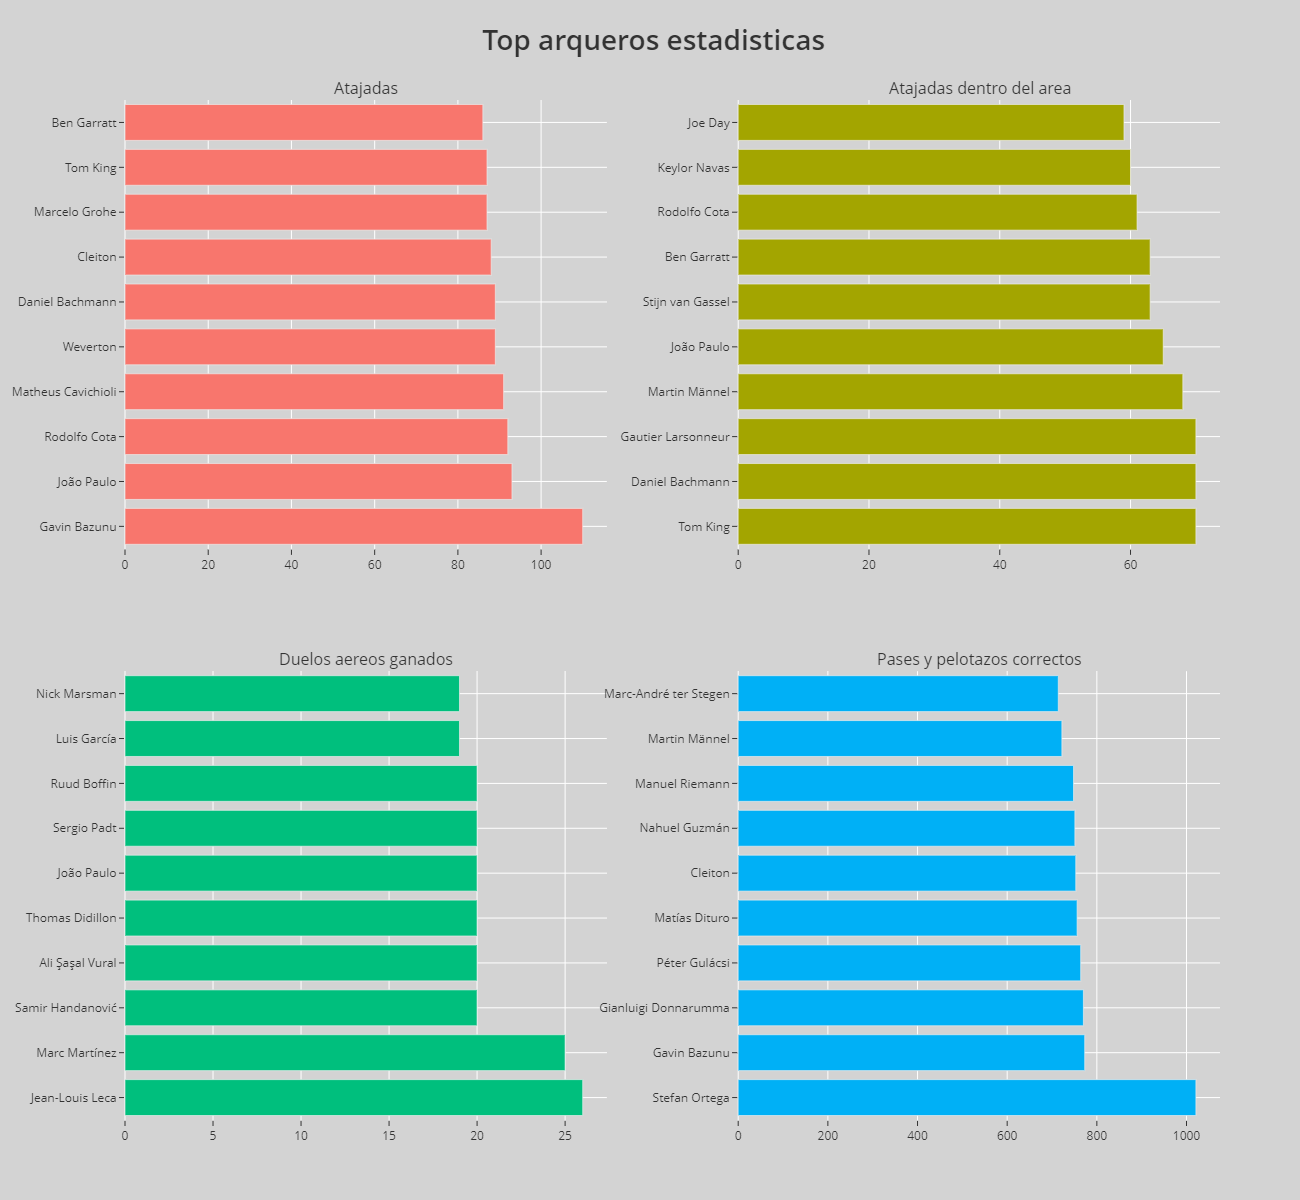 Top arqueros estadisticas
Atajadas
Ben Garratt
Tom King
Marcelo Grohe
Cleiton
Daniel Bachmann
Weverton
Matheus Cavichioli
Rodolfo Cota
João Paulo
Gavin Bazunu
0 20 40 60 80 100
Atajadas dentro del area
Joe Day
Keylor Navas
Rodolfo Cota
Ben Garratt
Stijn van Gassel
João Paulo
Martin Männel
Gautier Larsonneur
Daniel Bachmann
Tom King
0 20 40 60
Duelos aereos ganados
Nick Marsman
Luis García
Ruud Boffin
Sergio Padt
João Paulo
Thomas Didillon
Ali Şaşal Vural
Samir Handanović
Marc Martínez
Jean-Louis Leca
0 5 10 15 20 25
Pases y pelotazos correctos
Marc-André ter Stegen
Martin Männel
Manuel Riemann
Nahuel Guzmán
Cleiton
Matías Dituro
Péter Gulácsi
Gianluigi Donnarumma
Gavin Bazunu
Stefan Ortega
0 200 400 600 800 1000